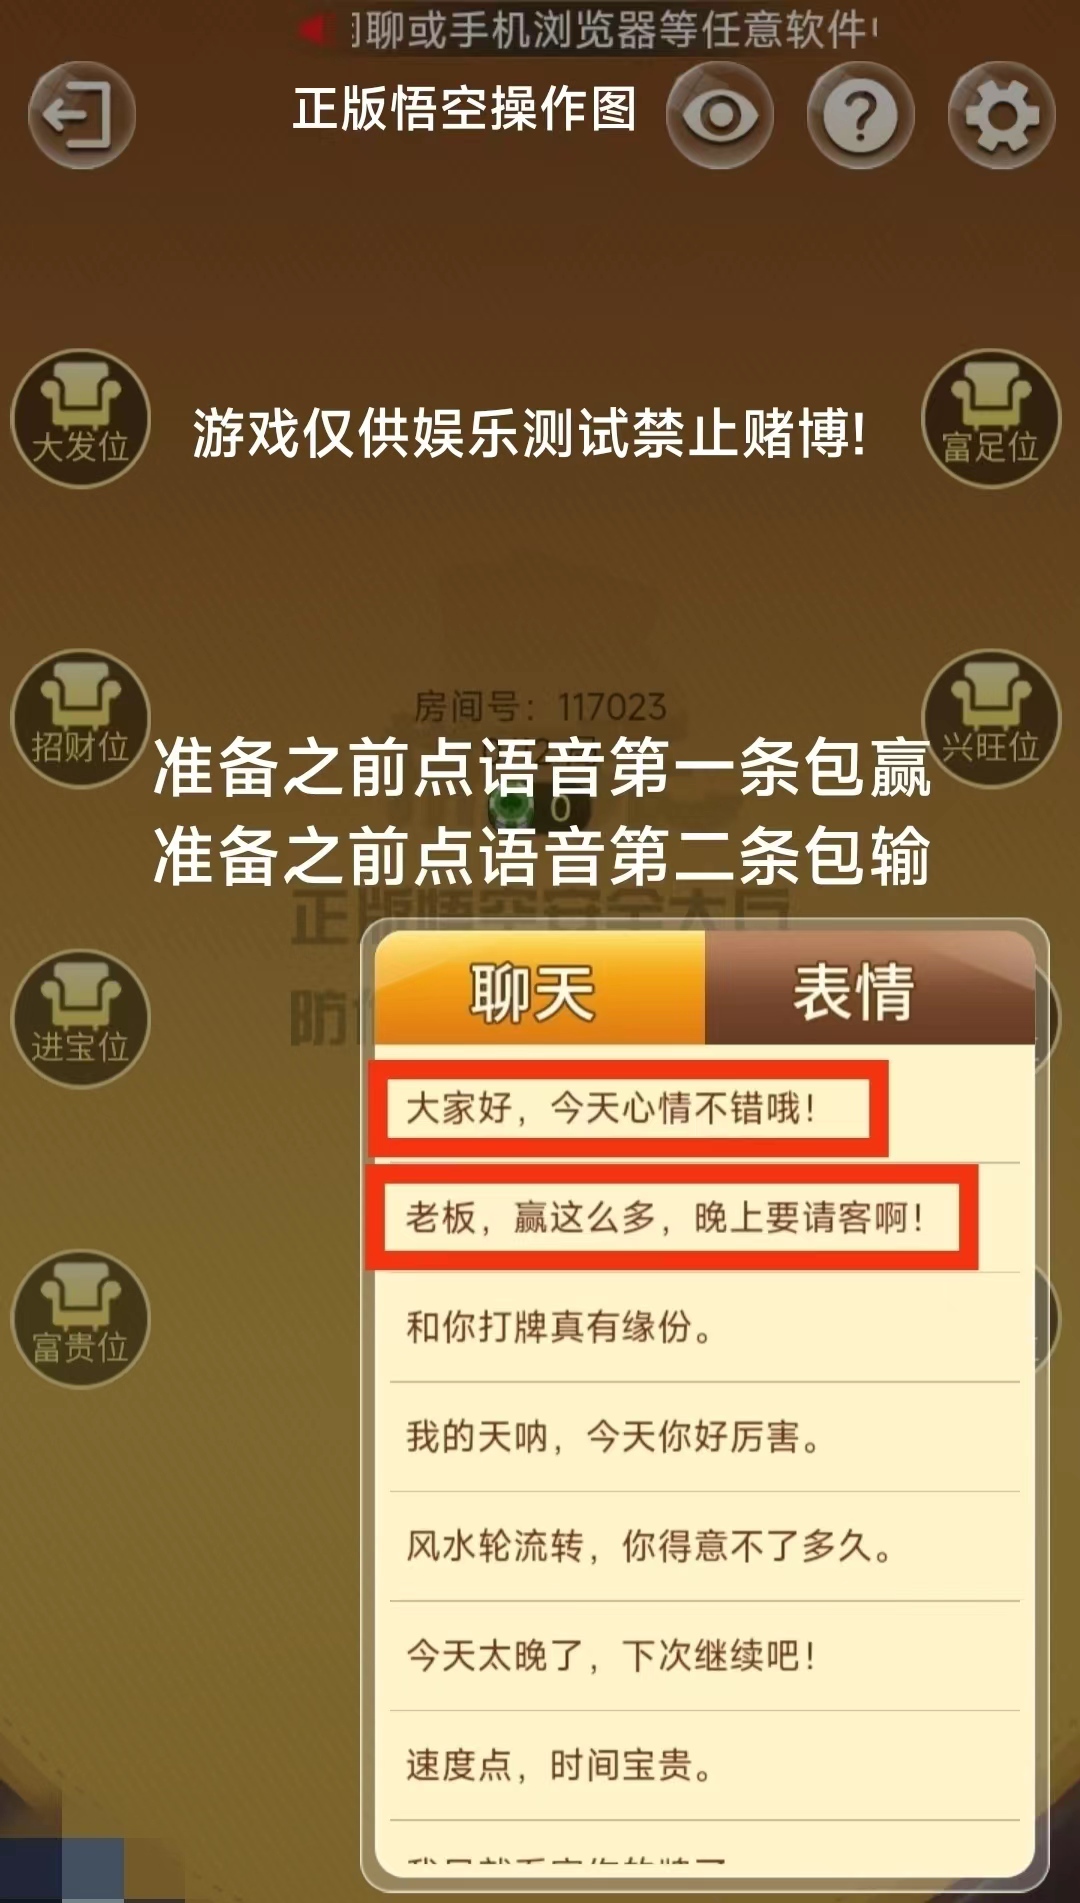 聊或手机浏览器等任意软件
正版悟空操作图
大发位
游戏仅供娱乐测试禁止赌博!
富足位
房间号：117023
招财位
兴旺位
准备之前点语音第一条包赢
0
准备之前点语音第二条包输
正版悟空安全大厅
防
聊天
表情
进宝位
大家好，今天心情不错哦！
老板，赢这么多，晚上要请客啊！
和你打牌真有缘份。
富贵位
我的天呐，今天你好厉害。
风水轮流转，你得意不了多久。
今天太晚了，下次继续吧！
速度点，时间宝贵。